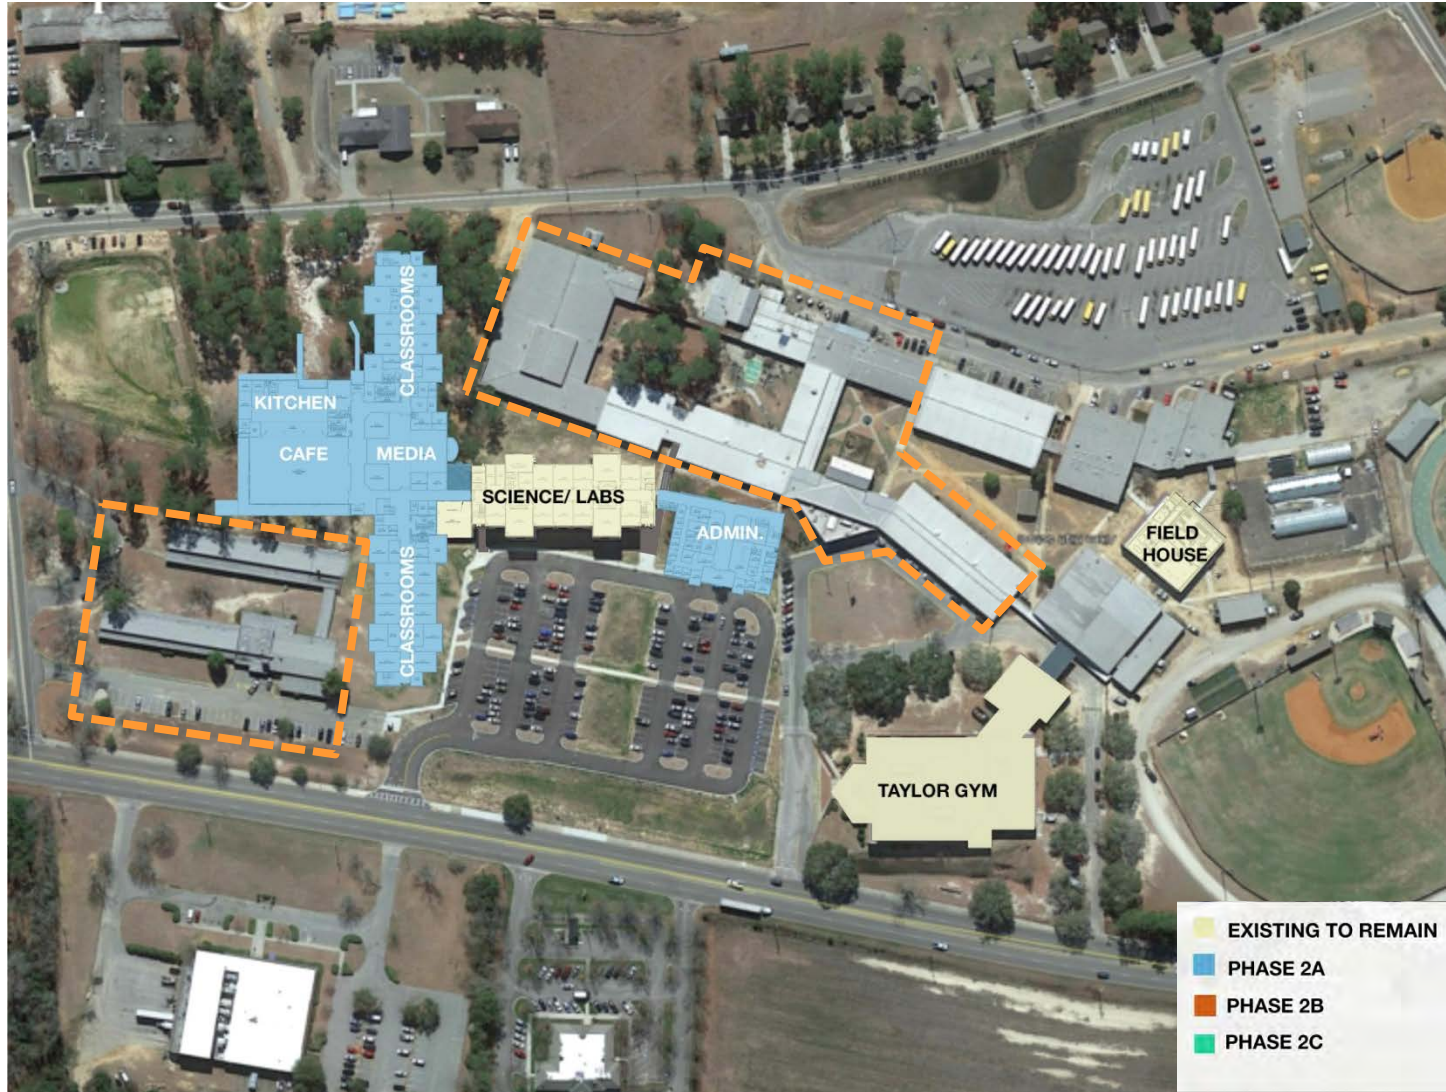 CLASSROOMS
KITCHEN
CAFE
MEDIA
SCIENCE/ LABS
ADMIN.
FIELD
HOUSE
CLASSROOMS
TAYLOR GYM
EXISTING TO REMAIN
PHASE 2A
PHASE 2B
PHASE 2C